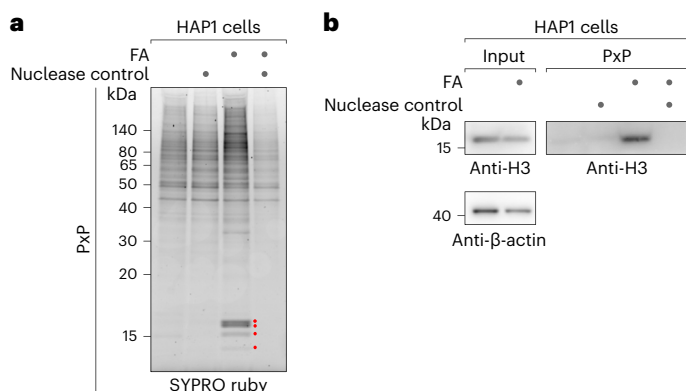 a
HAP1 cells
FA
Nuclease control
kDa
140
80
65
50
40
30
20
15
PxP
SYPRO ruby
b
HAP1 cells
Input PxP
FA
Nuclease control
kDa
15
Anti-H3 Anti-H3
40
Anti-β-actin